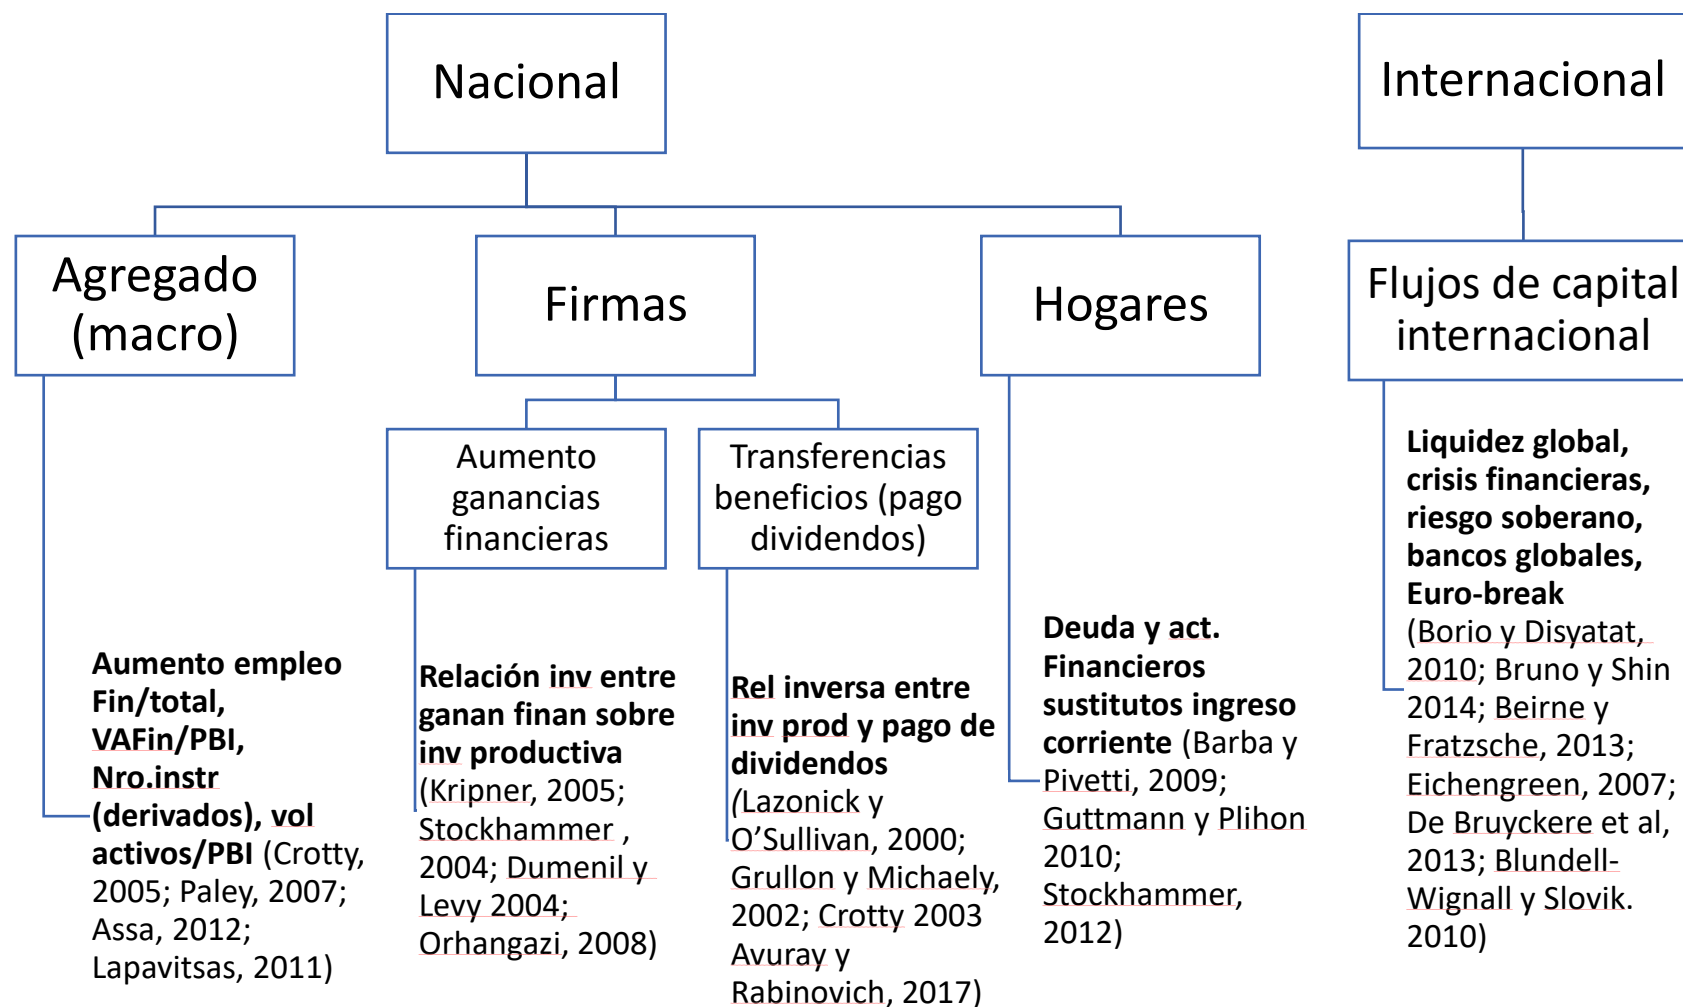 Nacional
Internacional
Agregado
(macro)
Firmas
Hogares
Flujos de capital
internacional
Aumento
ganancias
financieras
Transferencias
beneficios (pago
dividendos)
Aumento empleo
Fin/total,
VAFin/PBI,
Nro.instr
(derivados), vol
activos/PBI (Crotty,
2005; Paley, 2007;
Assa, 2012;
Lapavitsas, 2011)
Relación inv entre
ganan finan sobre
inv productiva
(Kripner, 2005;
Stockhammer ,
2004; Dumenil y
Levy 2004;
Orhangazi, 2008)
Rel inversa entre
inv prod y pago de
dividendos
(Lazonick y
O’Sullivan, 2000;
Grullon y Michaely,
2002; Crotty 2003
Avuray y
Rabinovich, 2017)
Deuda y act.
Financieros
sustitutos ingreso
corriente (Barba y
Pivetti, 2009;
Guttmann y Plihon
2010;
Stockhammer,
2012)
Liquidez global,
crisis financieras,
riesgo soberano,
bancos globales,
Euro-break
(Borio y Disyatat,
2010; Bruno y Shin
2014; Beirne y
Fratzsche, 2013;
Eichengreen, 2007;
De Bruyckere et al,
2013; Blundell-
Wignall y Slovik.
2010)